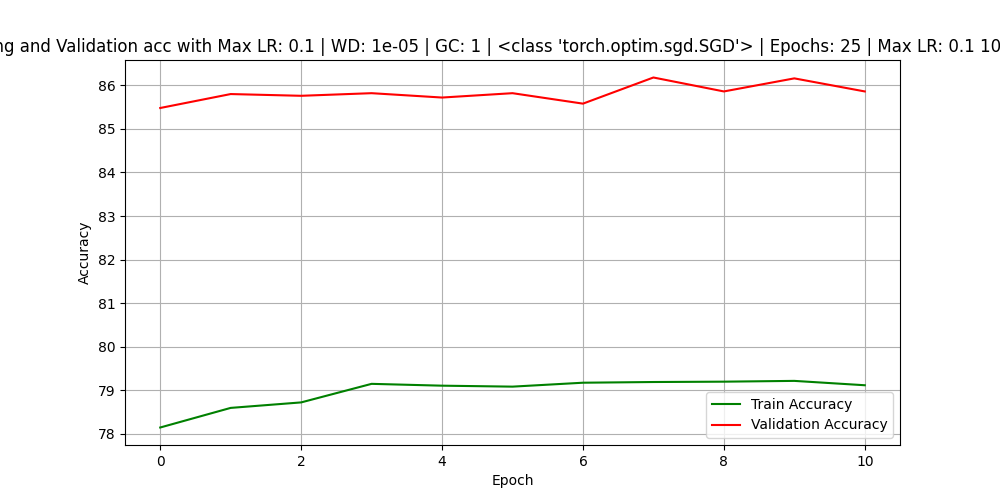 ng and Validation acc with Max LR: 0.1 | WD: 1e-05 | GC: 1 | <class 'torch.optim.sgd.SGD'> | Epochs: 25 | Max LR: 0.1 10
86
85
84
83
82
81
80
79
78
Accuracy
Train Accuracy
Validation Accuracy
0 2 4 6 8 10
Epoch